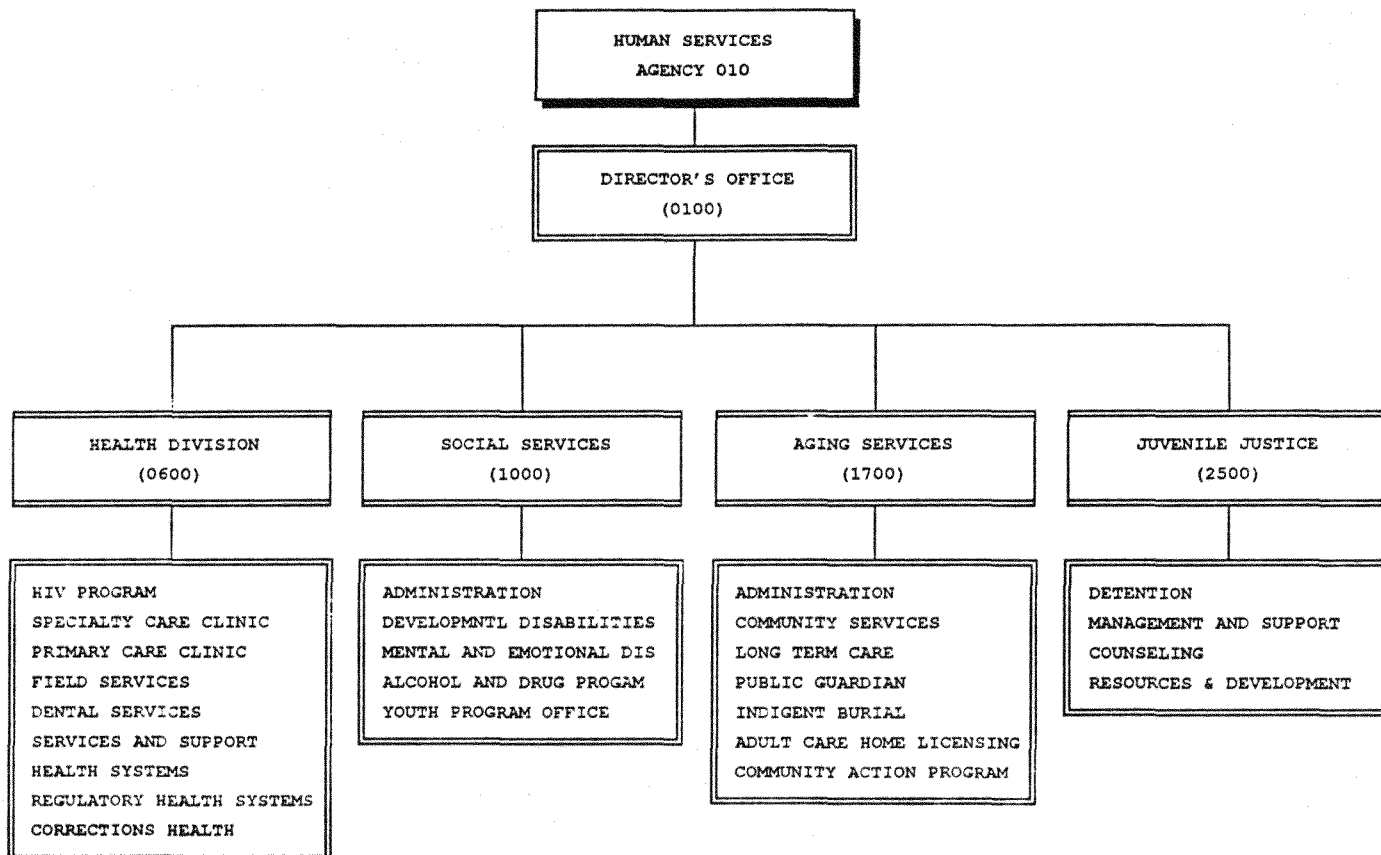 HUMAN SERVICES
AGENCY 010
DIRECTOR'S OFFICE
(0100)
HEALTH DIVISION
(0600)
SOCIAL SERVICES
(1000)
AGING SERVICES
(1700)
JUVENILE JUSTICE
(2500)
HIV PROGRAM
SPECIALTY CARE CLINIC
PRIMARY CARE CLINIC
FIELD SERVICES
DENTAL SERVICES
SERVICES AND SUPPORT
HEALTH SYSTEMS
REGULATORY HEALTH SYSTEMS
CORRECTIONS HEALTH
ADMINISTRATION
DEVELOPMNTL DISABILITIES
MENTAL AND EMOTIONAL DIS
ALCOHOL AND DRUG PROGAM
YOUTH PROGRAM OFFICE
ADMINISTRATION
COMMUNITY SERVICES
LONG TERM CARE
PUBLIC GUARDIAN
INDIGENT BURIAL
ADULT CARE HOME LICENSING
COMMUNITY ACTION PROGRAM
DETENTION
MANAGEMENT AND SUPPORT
COUNSELING
RESOURCES & DEVELOPMENT